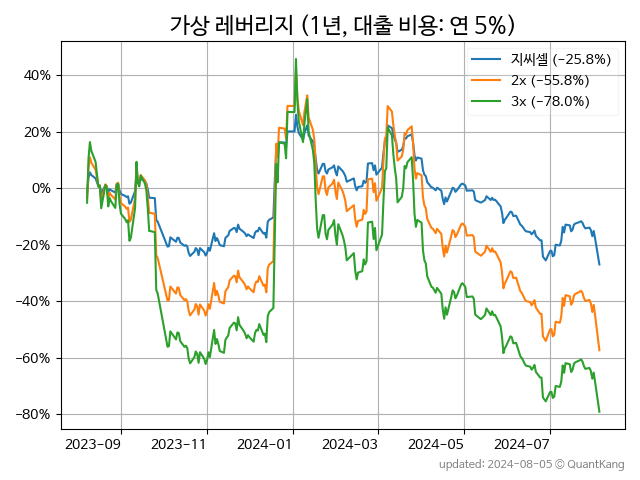 가상 레버리지 (1년, 대출 비용: 연 5%)
지씨셀 (−25.8%)
2x (−55.8%)
3x (−78.0%)
40%
20%
0%
−20%
−40%
−60%
−80%
2023-09
2023-11
2024-01
2024-03
2024-05
2024-07
updated: 2024-08-05 © QuantKang